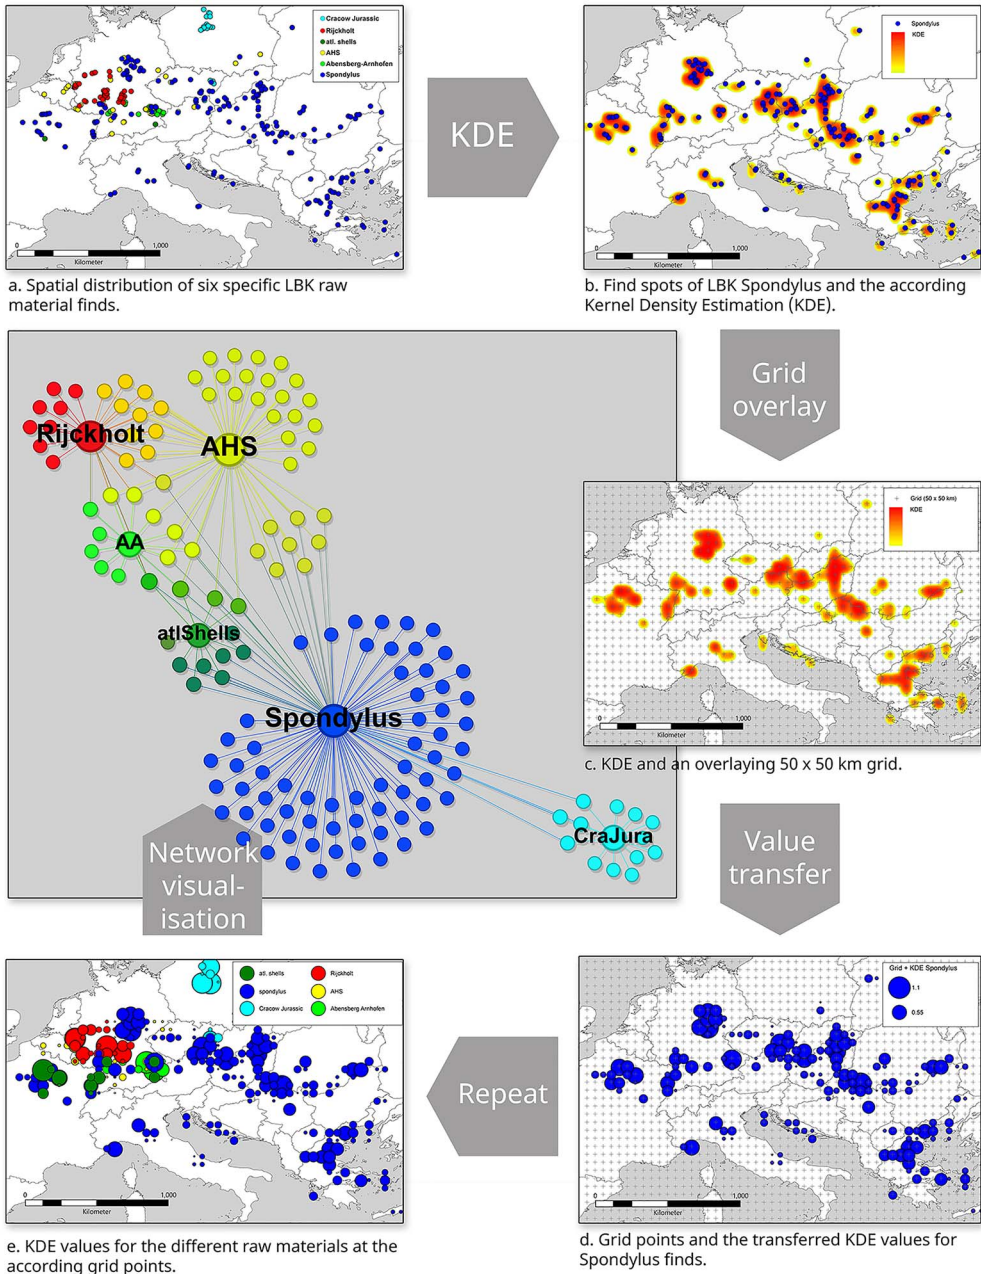 Cracow Jurassic
Rijckholt
atl. shells
AHS
Abensberg-Arnhofen
Spondylus
0
1,000
Kilometer
a. Spatial distribution of six specific LBK raw
material finds.
KDE
Spondylus
KDE
0
1,000
Kilometer
b. Find spots of LBK Spondylus and the according
Kernel Density Estimation (KDE).
Grid
overlay
Grid (50 x 50 km)
KDE
0
1,000
Kilometer
c. KDE and an overlaying 50 x 50 km grid.
Value
transfer
Grid + KDE Spondylus
1.1
0.55
0
1,000
Kilometer
d. Grid points and the transferred KDE values for
Spondylus finds.
Repeat
atl. shells
Rijckholt
spondylus
AHS
Cracow Jurassic
Abensberg Arnhofen
0
1,000
Kilometer
e. KDE values for the different raw materials at the
according grid points.
Network
visual-
isation
Rijckholt
AHS
AA
atlShells
Spondylus
CraJura